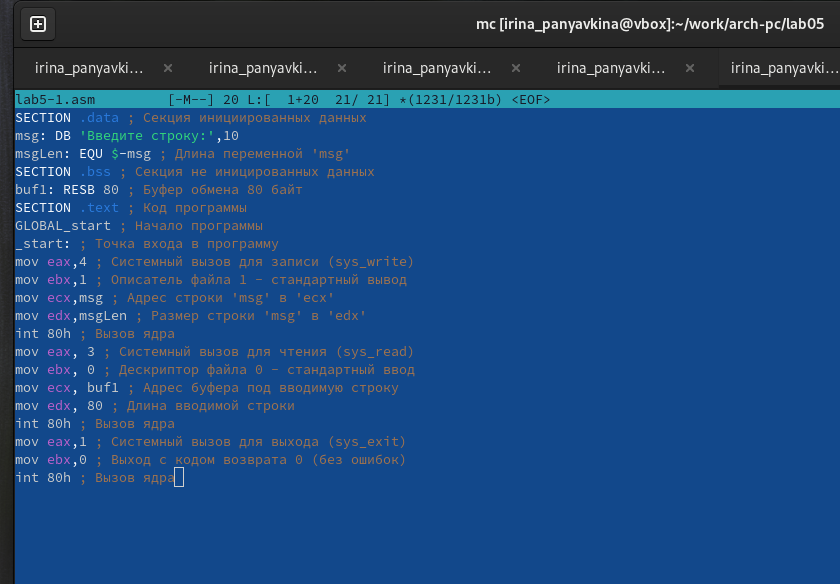 mc [irina_panyavkina@vbox]:~/work/arch-pc/lab05
irina_panyavki... × irina_panyavki... × irina_panyavki... × irina_panyavki... × irina_panyavki...
lab5-1.asm [-M--] 20 L:[ 1+20 21/ 21] *(1231/1231b) <EOF>
SECTION .data ; Секция инициированных данных
msg: DB 'Введите строку:',10
msgLen: EQU $-msg ; Длина переменной 'msg'
SECTION .bss ; Секция не иницированных данных
buf1: RESB 80 ; Буфер обмена 80 байт
SECTION .text ; Код программы
GLOBAL_start ; Начало программы
_start: ; Точка входа в программу
mov eax,4 ; Системный вызов для записи (sys_write)
mov ebx,1 ; Описатель файла 1 - стандартный вывод
mov ecx,msg ; Адрес строки 'msg' в 'ecx'
mov edx,msgLen ; Размер строки 'msg' в 'edx'
int 80h ; Вызов ядра
mov eax, 3 ; Системный вызов для чтения (sys_read)
mov ebx, 0 ; Дескриптор файла 0 - стандартный ввод
mov ecx, buf1 ; Адрес буфера под вводимую строку
mov edx, 80 ; Длина вводимой строки
int 80h ; Вызов ядра
mov eax,1 ; Системный вызов для выхода (sys_exit)
mov ebx,0 ; Выход с кодом возврата 0 (без ошибок)
int 80h ; Вызов ядра